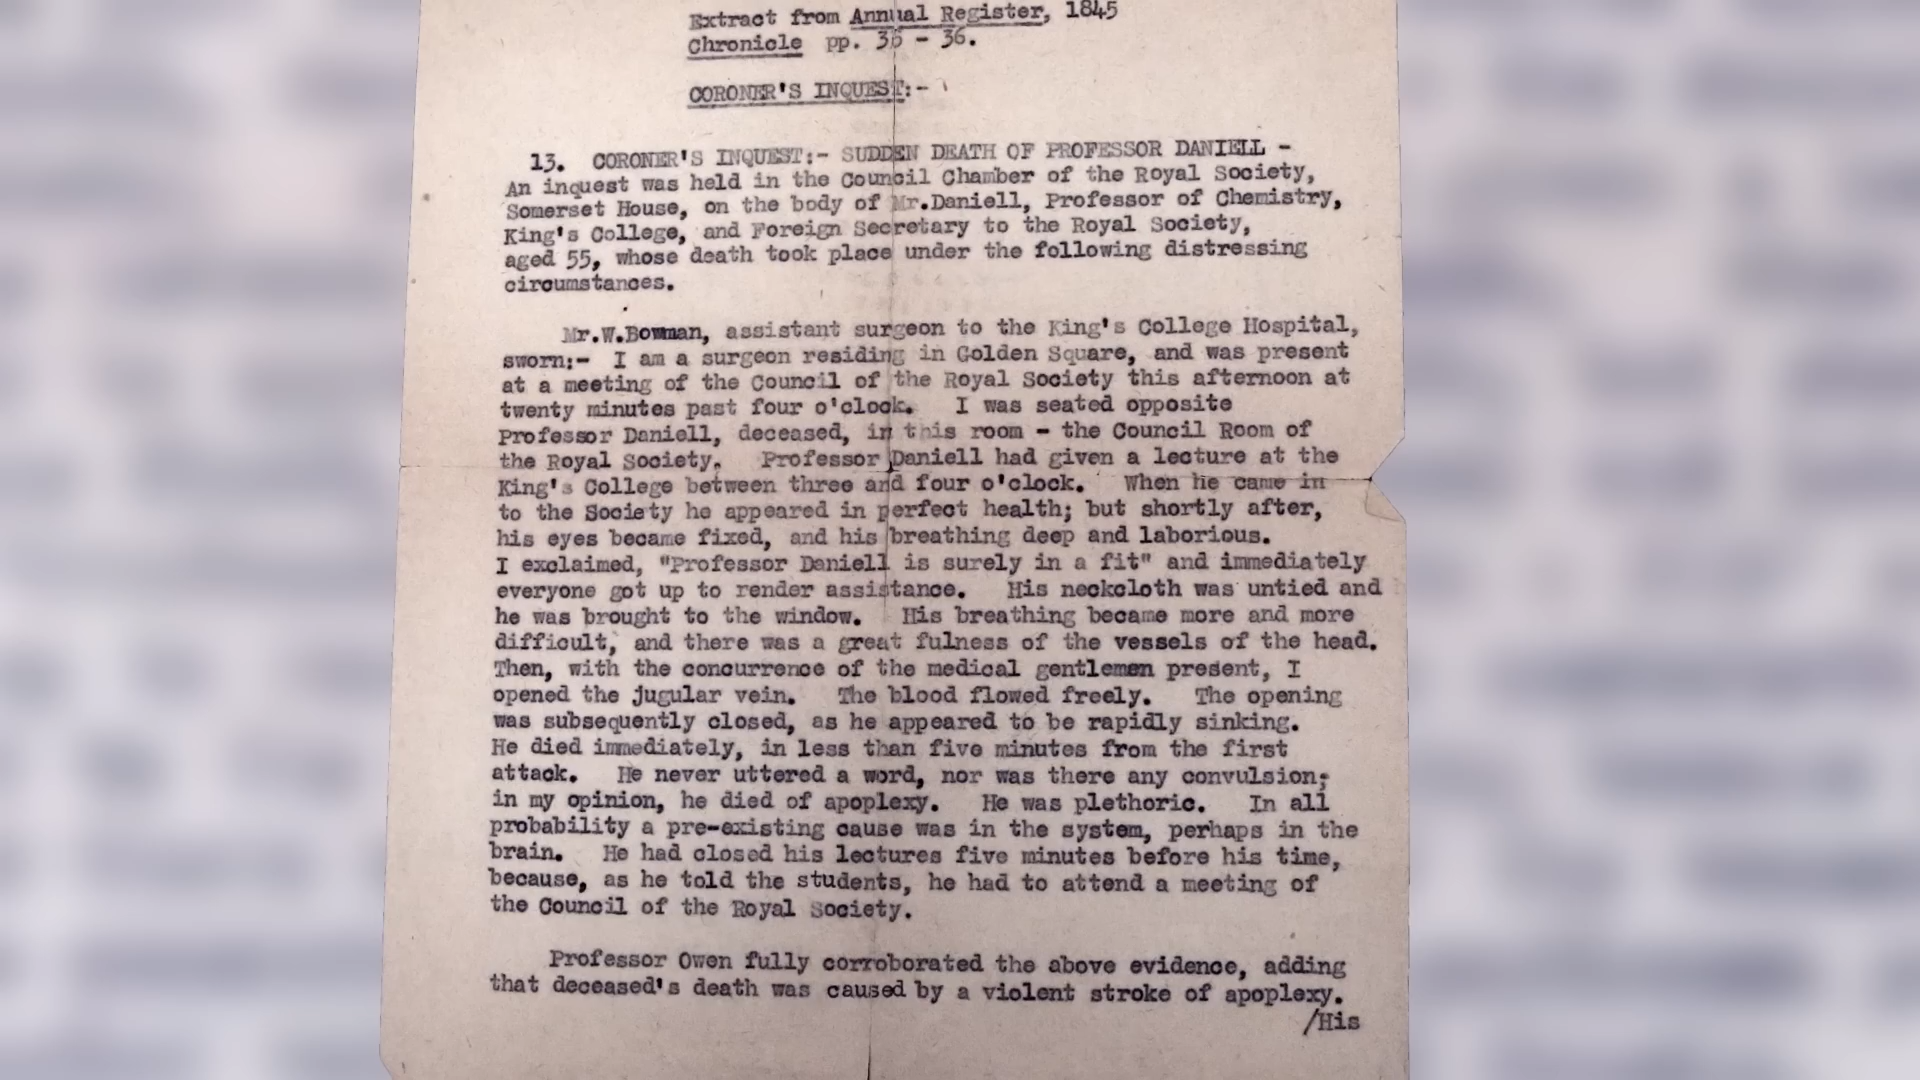 Extract from Annual Register, 1845
Chronicle pp. 35 - 36.
CORONER'S INQUEST:-
13. CORONER'S INQUEST:- SUDDEN DEATH OF PROFESSOR DANIELL -
An inquest was held in the Council Chamber of the Royal Society,
Somerset House, on the body of Mr.Daniell, Professor of Chemistry,
King's College, and Foreign Secretary to the Royal Society,
aged 55, whose death took place under the following distressing
circumstances.
Mr.W.Bowman, assistant surgeon to the King's College Hospital,
sworn:- I am a surgeon residing in Golden Square, and was present
at a meeting of the Council of the Royal Society this afternoon at
twenty minutes past four o'clock. I was seated opposite
Professor Daniell, deceased, in this room - the Council Room of
the Royal Society. Professor Daniell had given a lecture at the
King's College between three and four o'clock. When he came in
to the Society he appeared in perfect health; but shortly after,
his eyes became fixed, and his breathing deep and laborious.
I exclaimed, "Professor Daniell is surely in a fit" and immediately
everyone got up to render assistance. His neckcloth was untied and
he was brought to the window. His breathing became more and more
difficult, and there was a great fulness of the vessels of the head.
Then, with the concurrence of the medical gentlemen present, I
opened the jugular vein. The blood flowed freely. The opening
was subsequently closed, as he appeared to be rapidly sinking.
He died immediately, in less than five minutes from the first
attack. He never uttered a word, nor was there any convulsion;
in my opinion, he died of apoplexy. He was plethoric. In all
probability a pre-existing cause was in the system, perhaps in the
brain. He had closed his lectures five minutes before his time,
because, as he told the students, he had to attend a meeting of
the Council of the Royal Society.
Professor Owen fully corroborated the above evidence, adding
that deceased's death was caused by a violent stroke of apoplexy.
/His